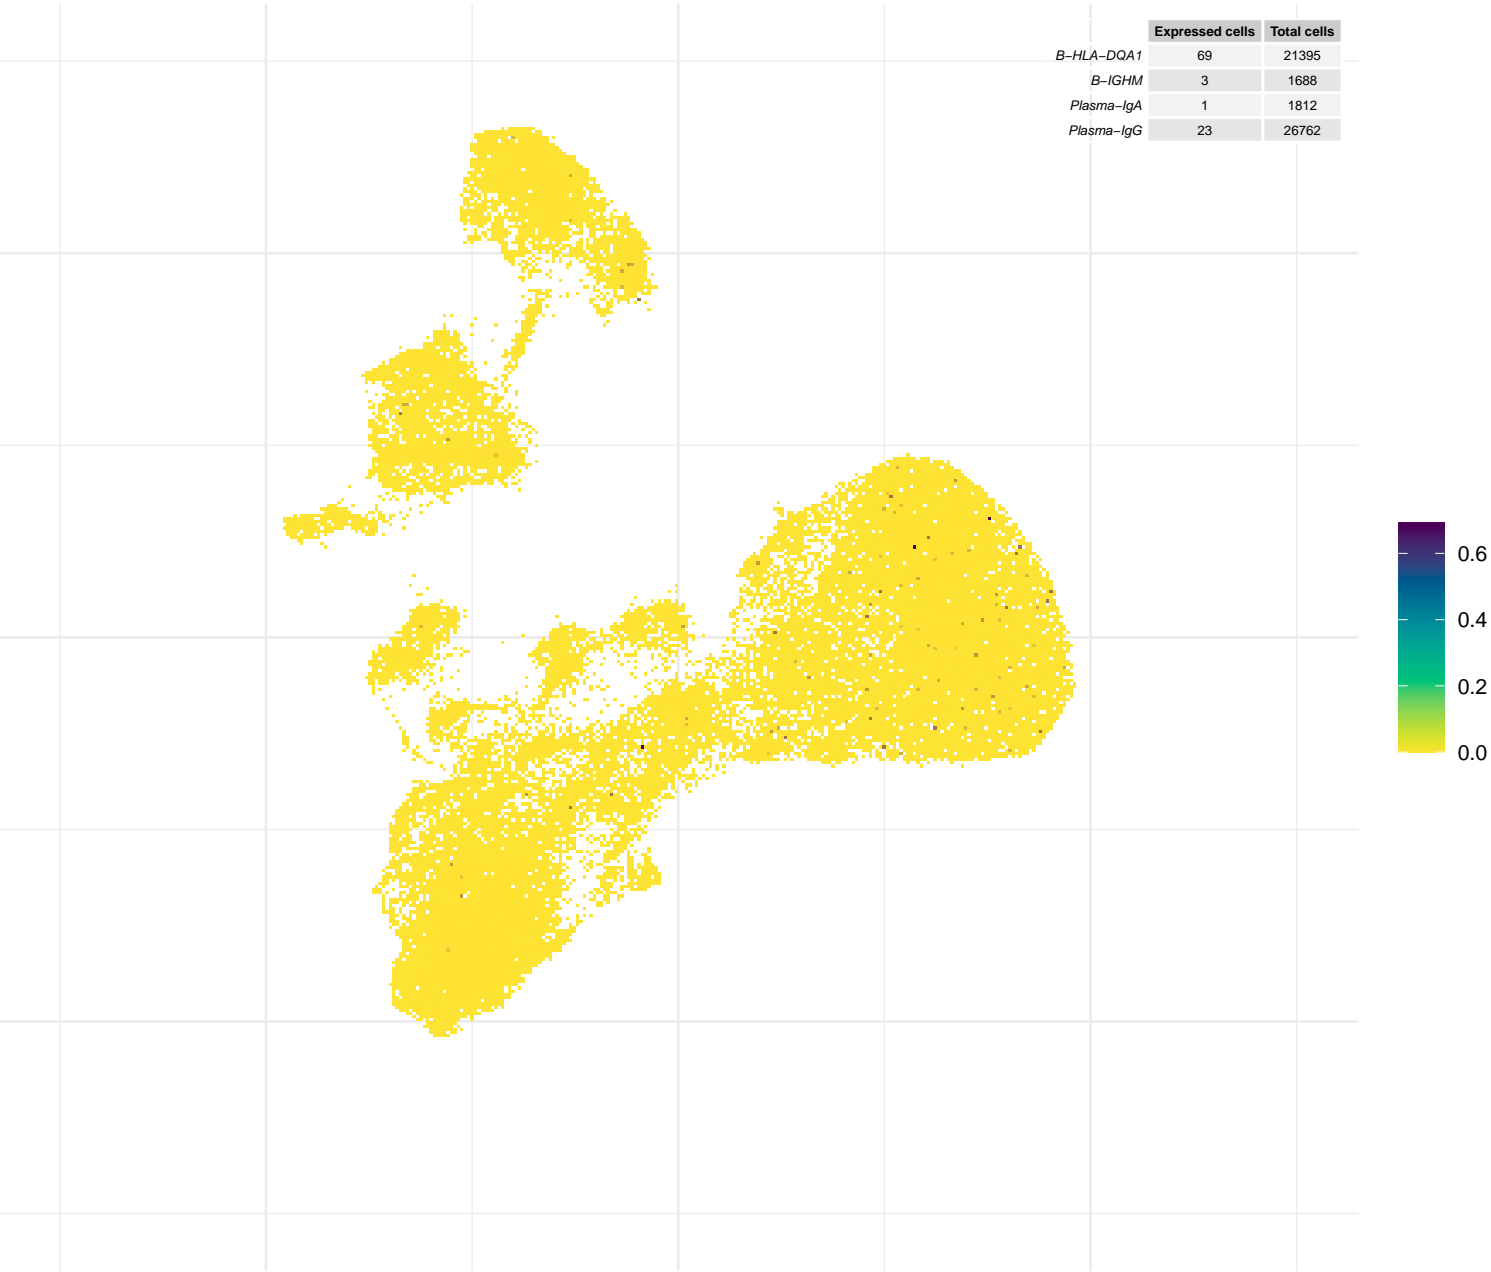 Expressed cells Total cells
B−HLA−DQA1 69 21395
B−IGHM 3 1688
Plasma−IgA 1 1812
Plasma−IgG 23 26762
0.6
0.4
0.2
0.0